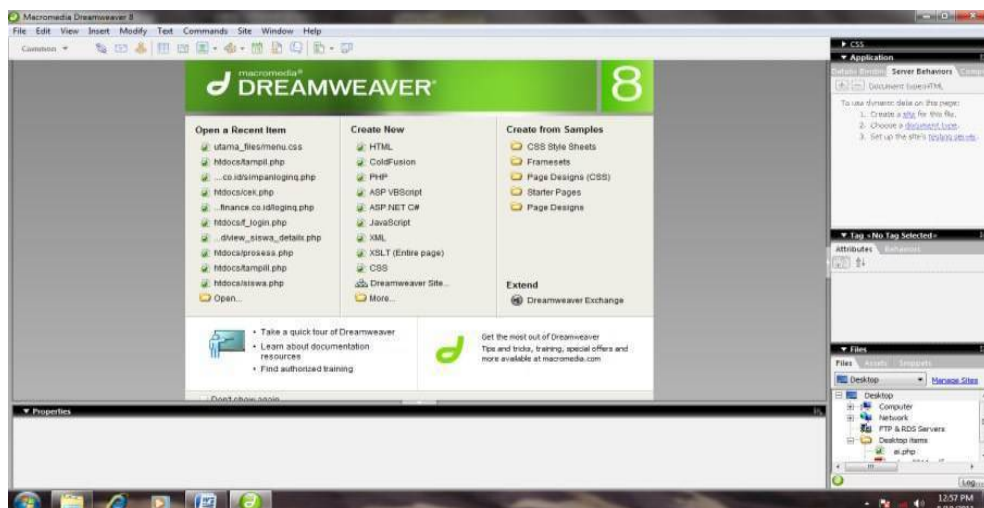 Macromedia Dreamweaver 8
File Edit View Insert Modify Text Commands Site Window Help
Common
macromedia®
DREAMWEAVER® 8
Open a Recent Item
utama_files/menu.css
htdocs/tampil.php
...co.id/simpanloginq.php
htdocs/cek.php
...finance.co.id/loginq.php
htdocs/f_login.php
...d/view_siswa_details.php
htdocs/prosess.php
htdocs/tampill.php
htdocs/siswa.php
Open...
Create New
HTML
ColdFusion
PHP
ASP VBScript
ASP.NET C#
JavaScript
XML
XSLT (Entire page)
CSS
Dreamweaver Site...
More...
Create from Samples
CSS Style Sheets
Framesets
Page Designs (CSS)
Starter Pages
Page Designs
Extend
Dreamweaver Exchange
Take a quick tour of Dreamweaver
Learn about documentation
resources
Find authorized training
Get the most out of Dreamweaver
Tips and tricks, training, special offers and
more available at macromedia.com
Don't show again
Properties
CSS
Application
Server Behaviors
Document type:HTML
To use dynamic data on this page:
1. Create a site for this file.
2. Choose a document type.
3. Set up the site's testing server.
Tag <No Tag Selected>
Attributes Behaviors
Files
Files Assets Snippets
Desktop Manage Sites
Desktop
Computer
Network
FTP & RDS Servers
Desktop items
ai.php
Log...
12:57 PM